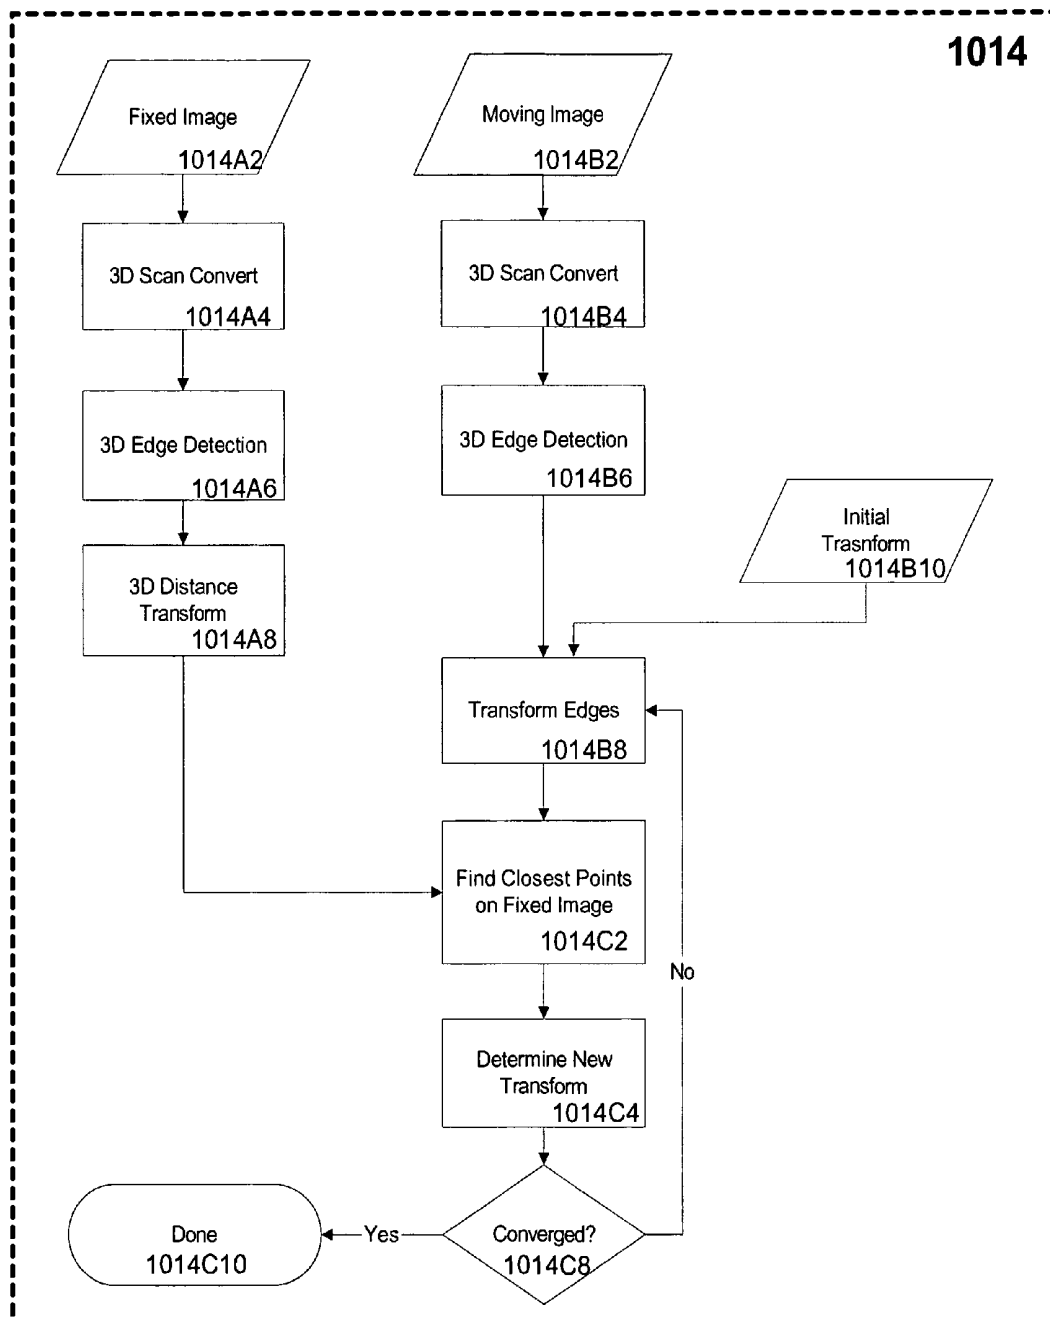 1014
Fixed Image
1014A2
Moving Image
1014B2
3D Scan Convert
1014A4
3D Scan Convert
1014B4
3D Edge Detection
1014A6
3D Edge Detection
1014B6
Initial
Trasnform
1014B10
3D Distance
Transform
1014A8
Transform Edges
1014B8
Find Closest Points
on Fixed Image
1014C2
No
Determine New
Transform
1014C4
Done
1014C10
Yes
Converged?
1014C8